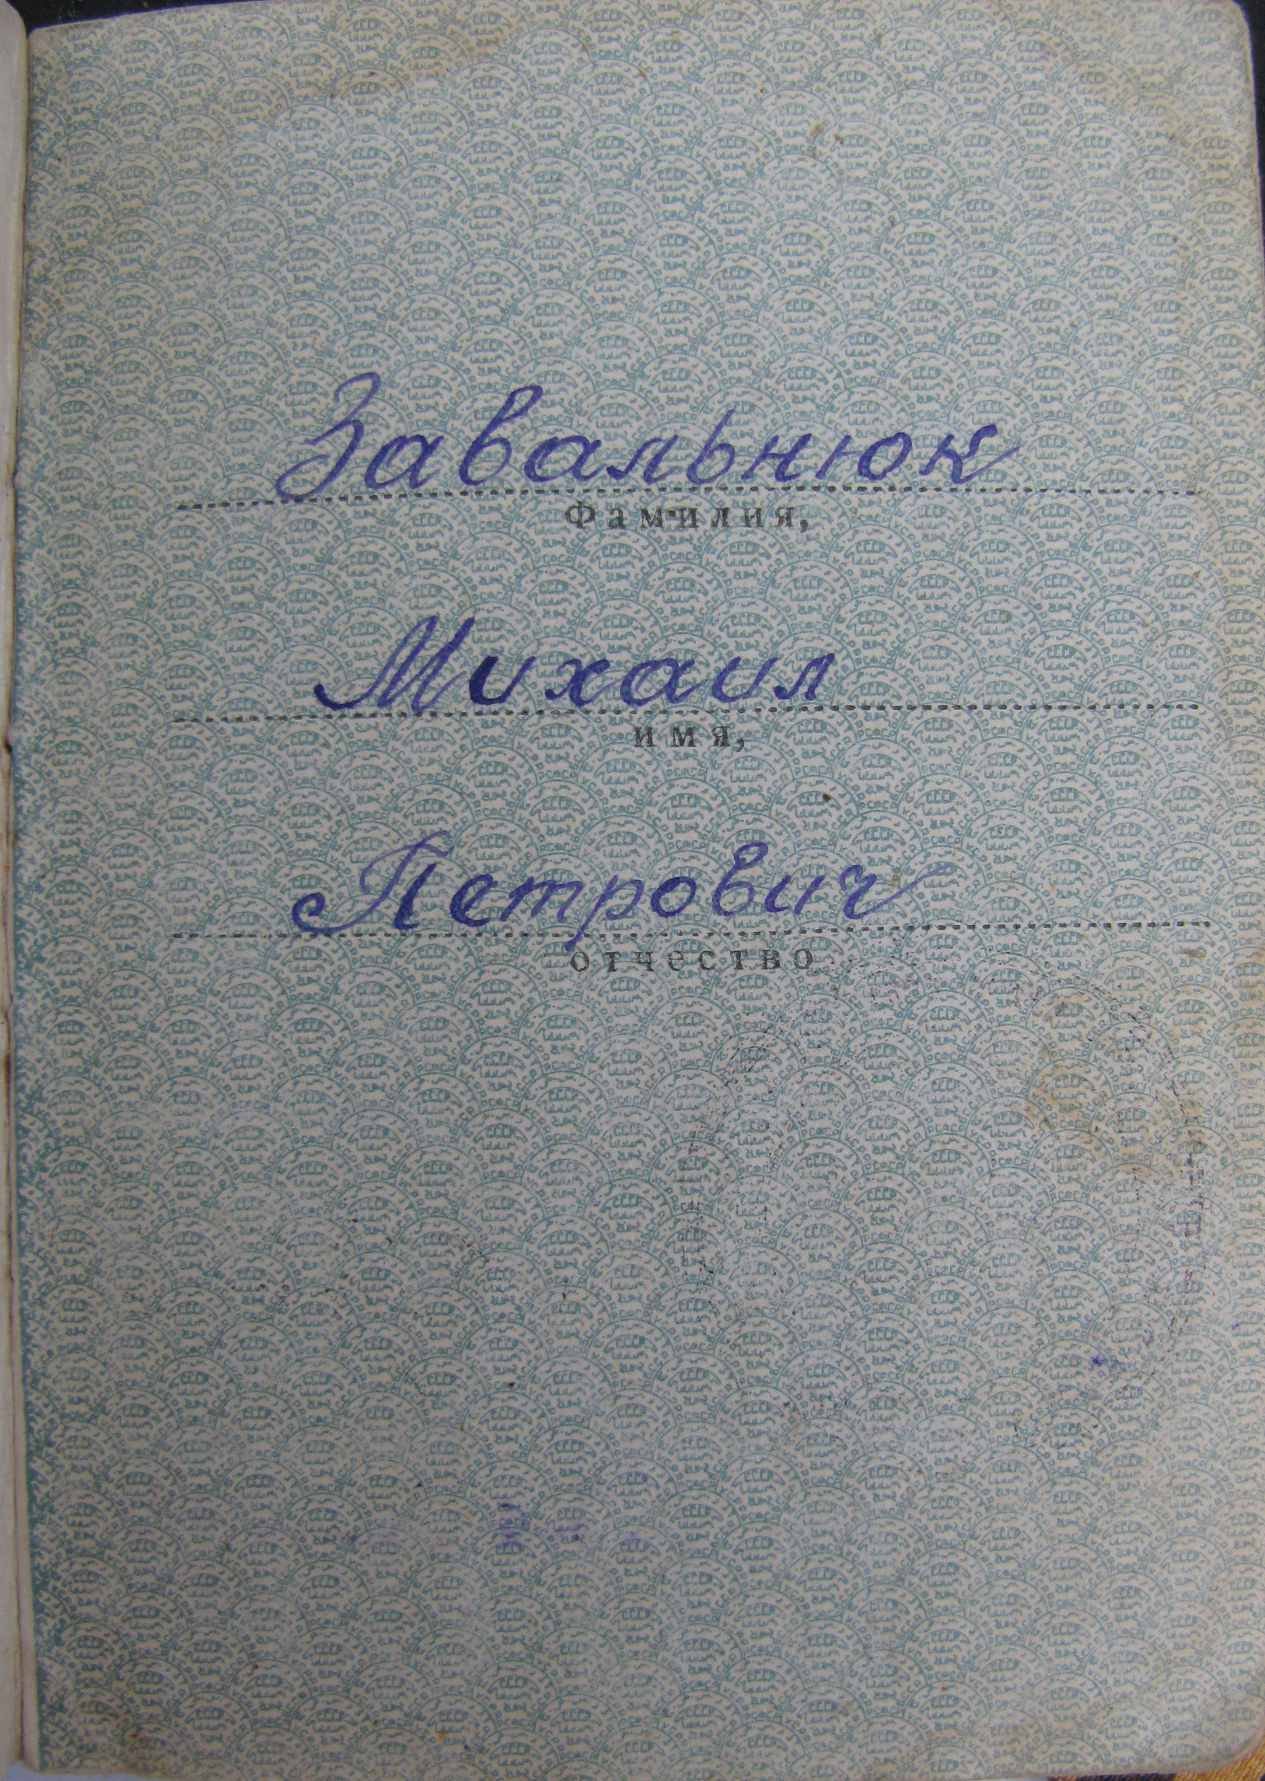 Завальнюк
Фамилия,
Михаил
имя,
Петрович
отчество